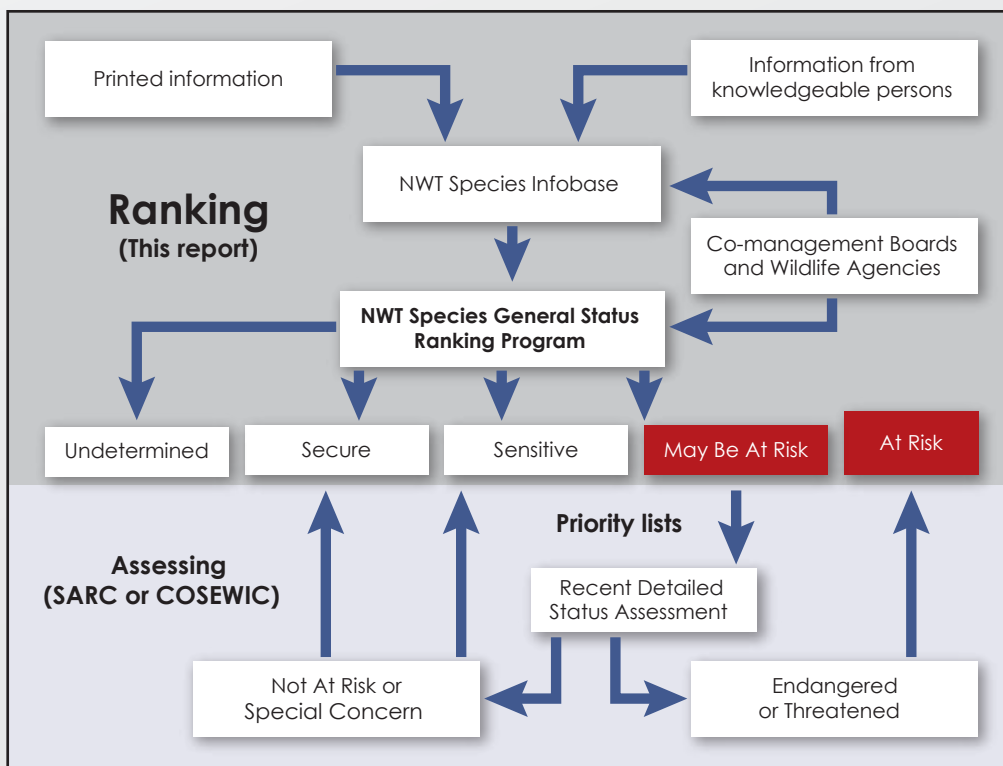 Printed information
Information from
knowledgeable persons
NWT Species Infobase
Ranking
(This report)
Co-management Boards
and Wildlife Agencies
NWT Species General Status
Ranking Program
Undetermined
Secure
Sensitive
May Be At Risk
At Risk
Priority lists
Assessing
(SARC or COSEWIC)
Recent Detailed
Status Assessment
Not At Risk or
Special Concern
Endangered
or Threatened